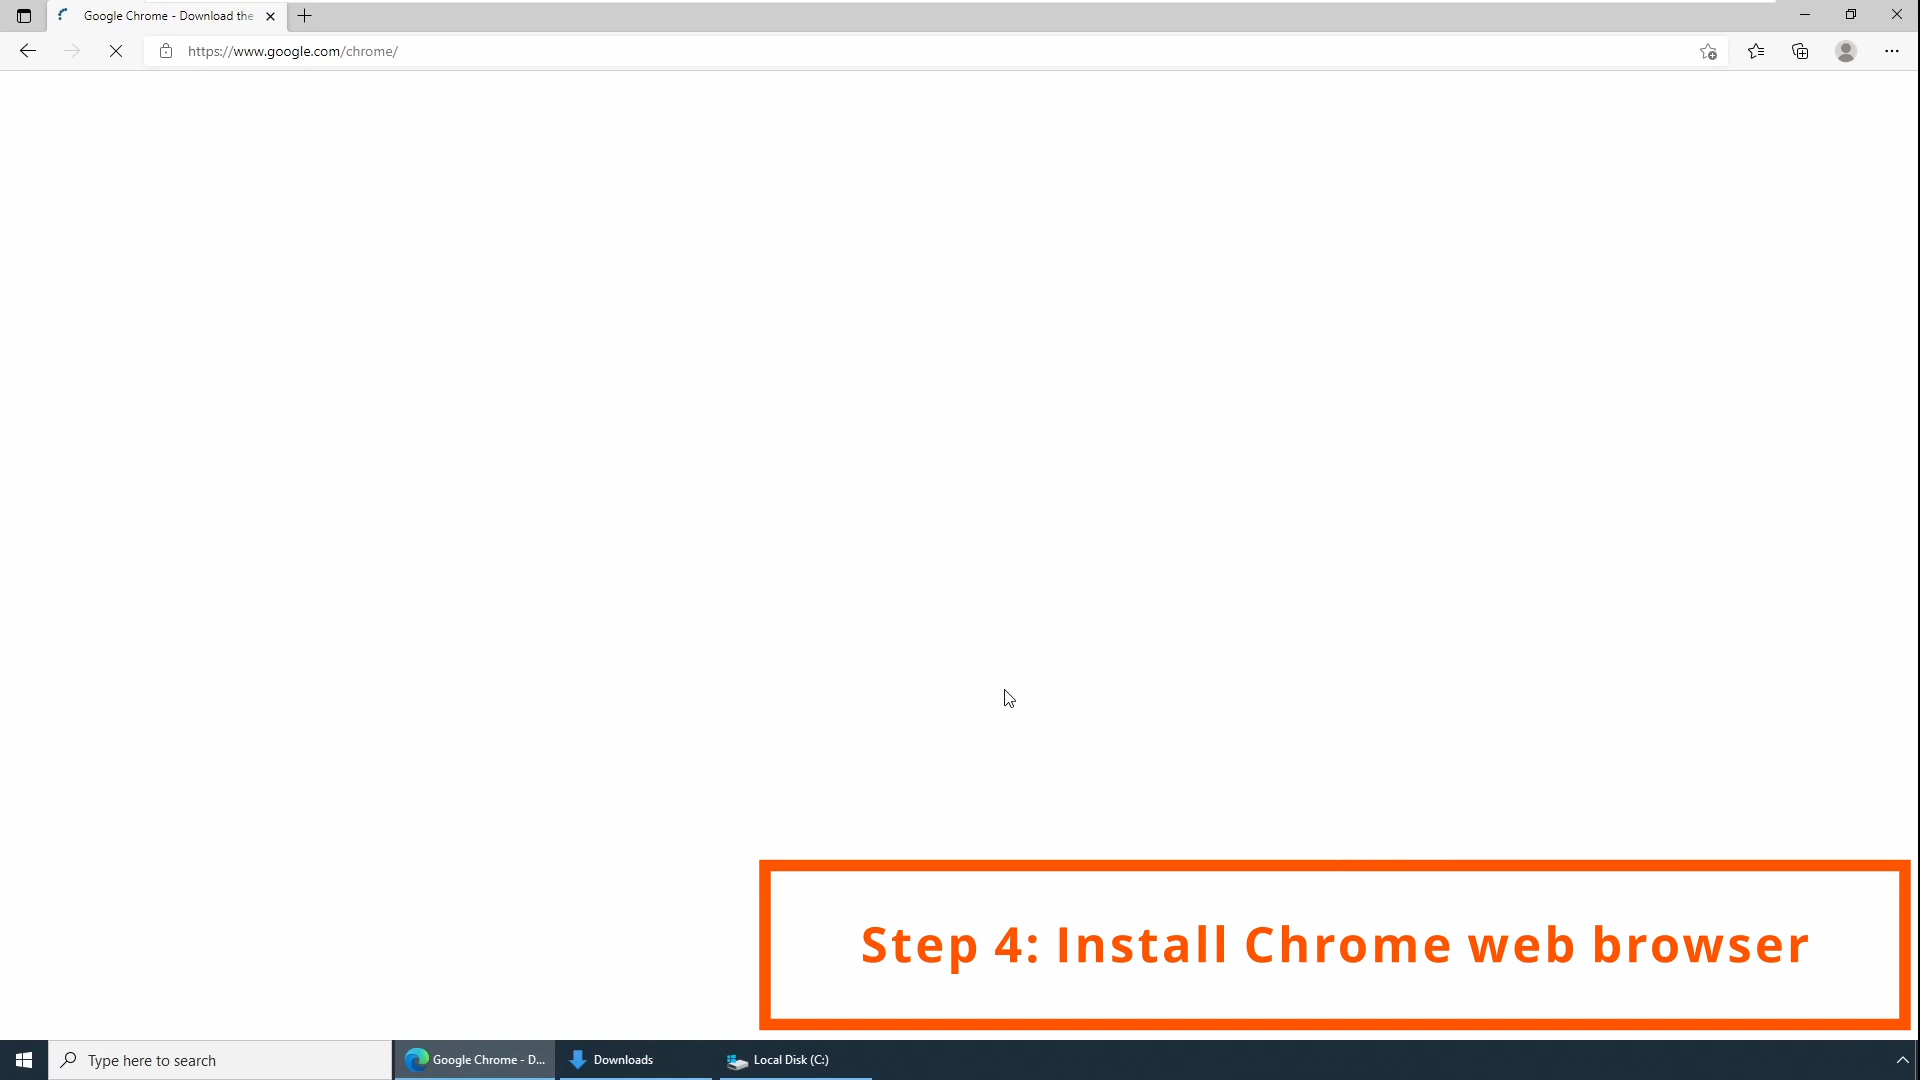 Google Chrome - Download the
https://www.google.com/chrome/
Step 4: Install Chrome web browser
Type here to search
Google Chrome - D...
Downloads
Local Disk (C:)